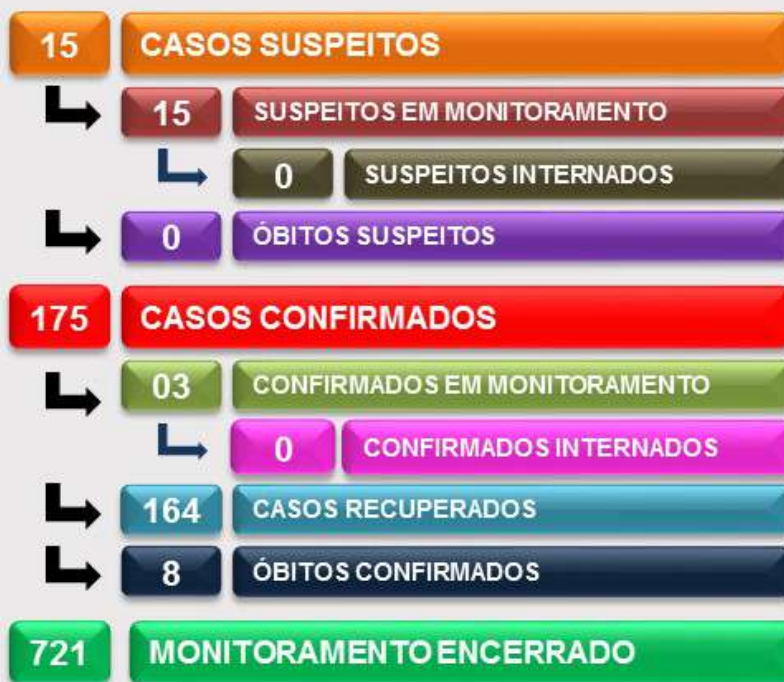 15 CASOS SUSPEITOS
15 SUSPEITOS EM MONITORAMENTO
0 SUSPEITOS INTERNADOS
0 ÓBITOS SUSPEITOS
175 CASOS CONFIRMADOS
03 CONFIRMADOS EM MONITORAMENTO
0 CONFIRMADOS INTERNADOS
164 CASOS RECUPERADOS
8 ÓBITOS CONFIRMADOS
721 MONITORAMENTO ENCERRADO